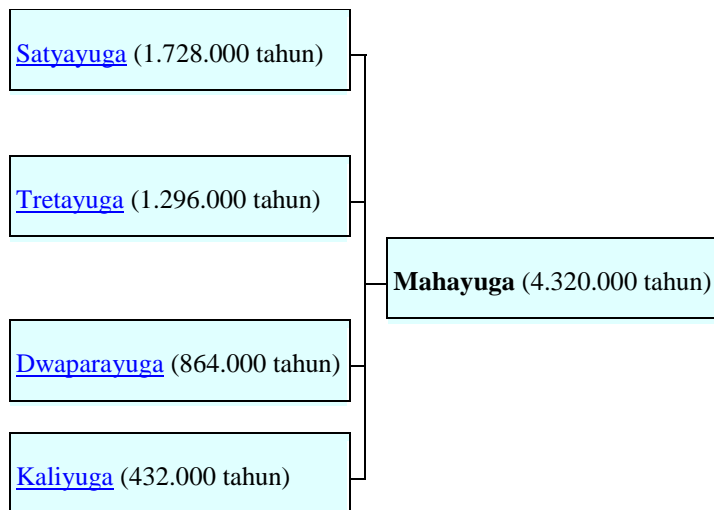 Satyayuga (1.728.000 tahun)
Tretayuga (1.296.000 tahun)
Mahayuga (4.320.000 tahun)
Dwaparayuga (864.000 tahun)
Kaliyuga (432.000 tahun)